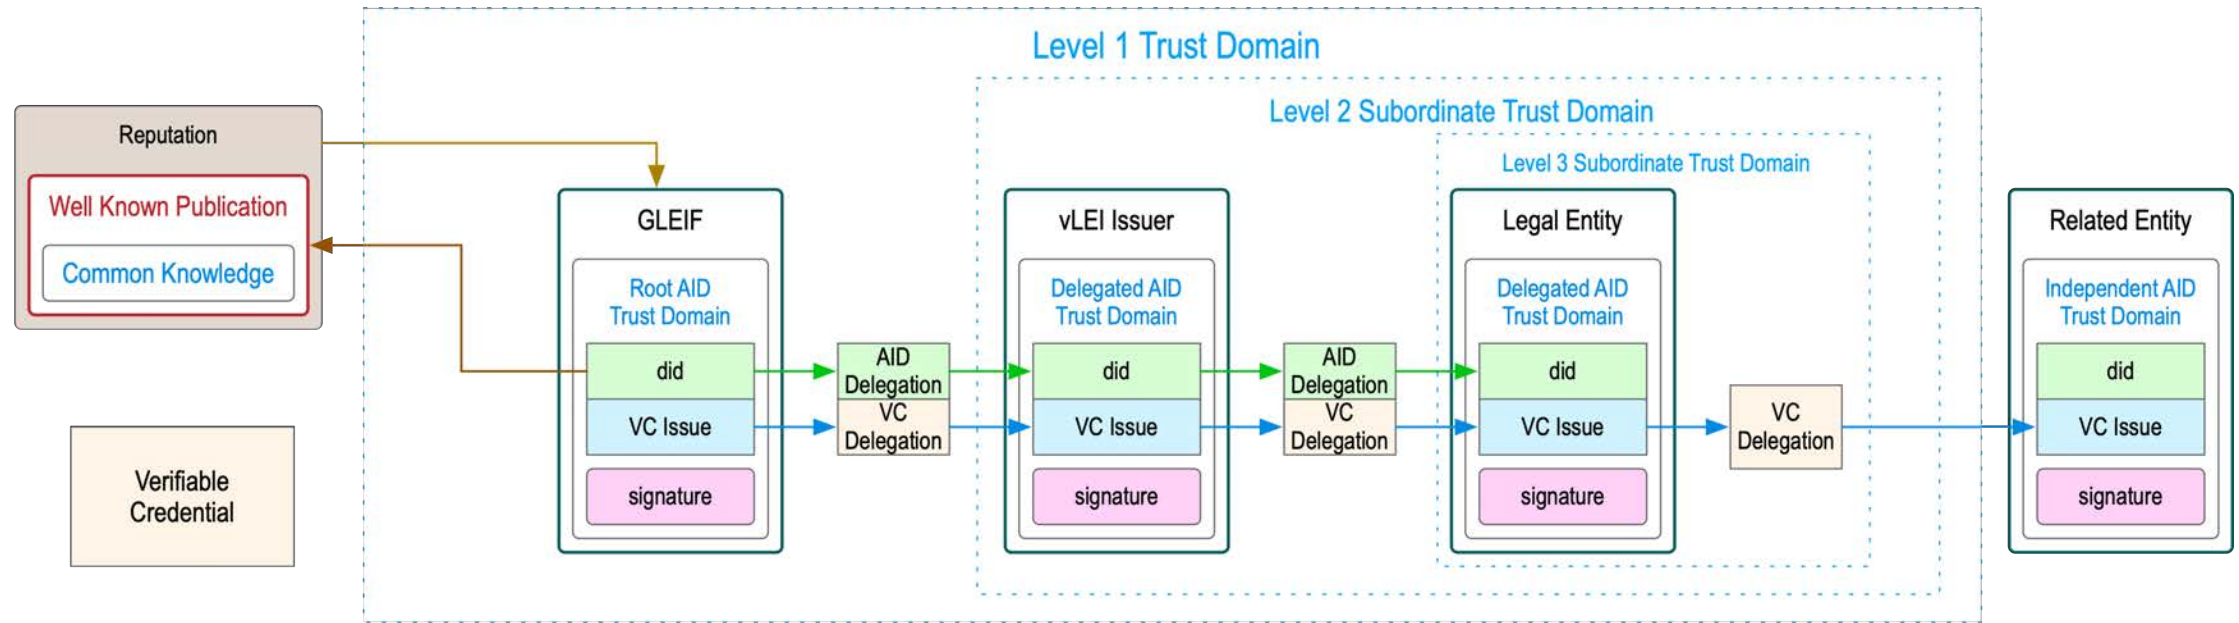 Level 1 Trust Domain
Level 2 Subordinate Trust Domain
Level 3 Subordinate Trust Domain
Reputation
Well Known Publication
Common Knowledge
Verifiable
Credential
GLEIF
Root AID
Trust Domain
did
VC Issue
signature
AID
Delegation
VC
Delegation
vLEI Issuer
Delegated AID
Trust Domain
did
VC Issue
signature
AID
Delegation
VC
Delegation
Legal Entity
Delegated AID
Trust Domain
did
VC Issue
signature
VC
Delegation
Related Entity
Independent AID
Trust Domain
did
VC Issue
signature